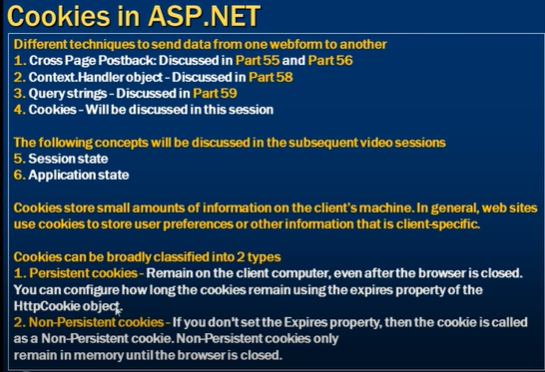 Cookies in ASP.NET
Different techniques to send data from one webform to another
1. Cross Page Postback: Discussed in Part 55 and Part 56
2. Context.Handler object - Discussed in Part 58
3. Query strings - Discussed in Part 59
4. Cookies - Will be discussed in this session
The following concepts will be discussed in the subsequent video sessions
5. Session state
6. Application state
Cookies store small amounts of information on the client's machine. In general, web sites
use cookies to store user preferences or other information that is client-specific.
Cookies can be broadly classified into 2 types
1. Persistent cookies - Remain on the client computer, even after the browser is closed.
You can configure how long the cookies remain using the expires property of the
HttpCookie object.
2. Non-Persistent cookies - If you don't set the Expires property, then the cookie is called
as a Non-Persistent cookie. Non-Persistent cookies only
remain in memory until the browser is closed.